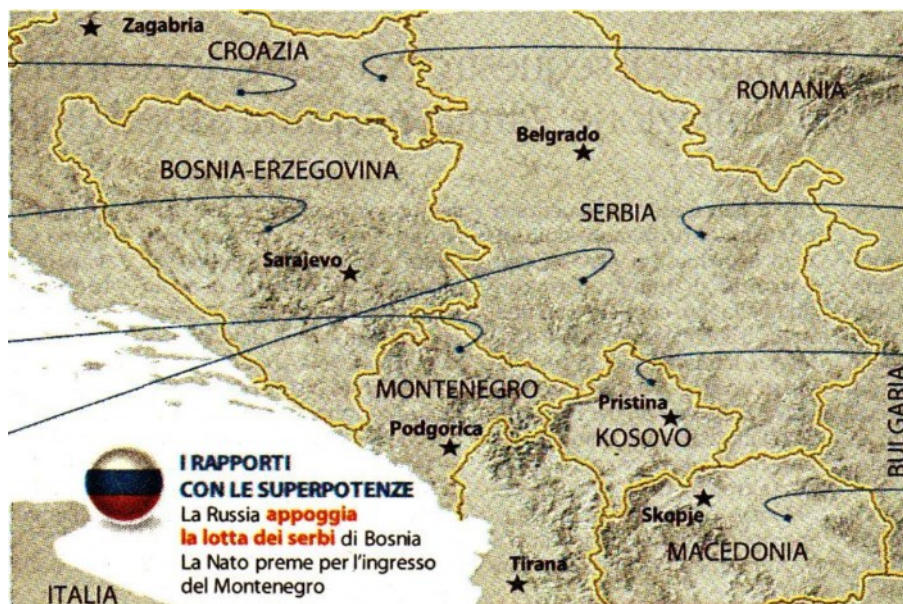 Zagabria
CROAZIA
ROMANIA
Belgrado
BOSNIA-ERZEGOVINA
SERBIA
Sarajevo
MONTENEGRO
Pristina
KOSOVO
Podgorica
BULGARIA
I RAPPORTI
CON LE SUPERPOTENZE
La Russia appoggia
la lotta dei serbi di Bosnia
La Nato preme per l'ingresso
del Montenegro
Skopje
MACEDONIA
Tirana
ITALIA